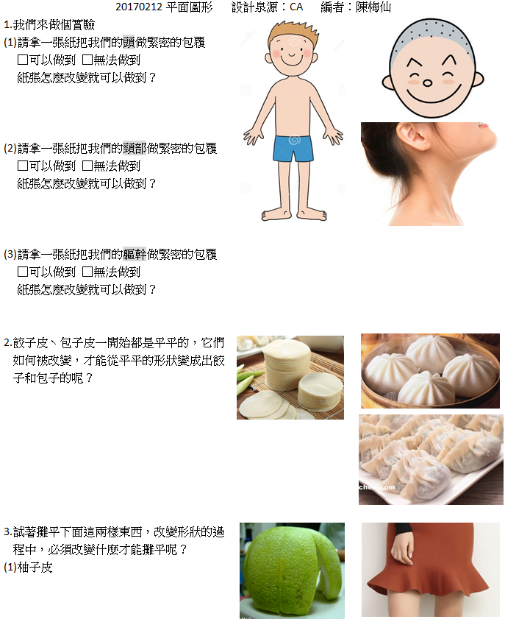 20170212 平面圖形 設計泉源：CA 編者：陳梅仙
1.我們來做個實驗
(1)請拿一張紙把我們的頭做緊密的包覆
□可以做到 □無法做到
紙張怎麼改變就可以做到？
(2)請拿一張紙把我們的頸部做緊密的包覆
□可以做到 □無法做到
紙張怎麼改變就可以做到？
(3)請拿一張紙把我們的軀幹做緊密的包覆
□可以做到 □無法做到
紙張怎麼改變就可以做到？
2.餃子皮、包子皮一開始都是平平的，它們
如何被改變，才能從平平的形狀變成出餃
子和包子的呢？
3.試著攤平下面這兩樣東西，改變形狀的過
程中，必須改變什麼才能攤平呢？
(1)柚子皮